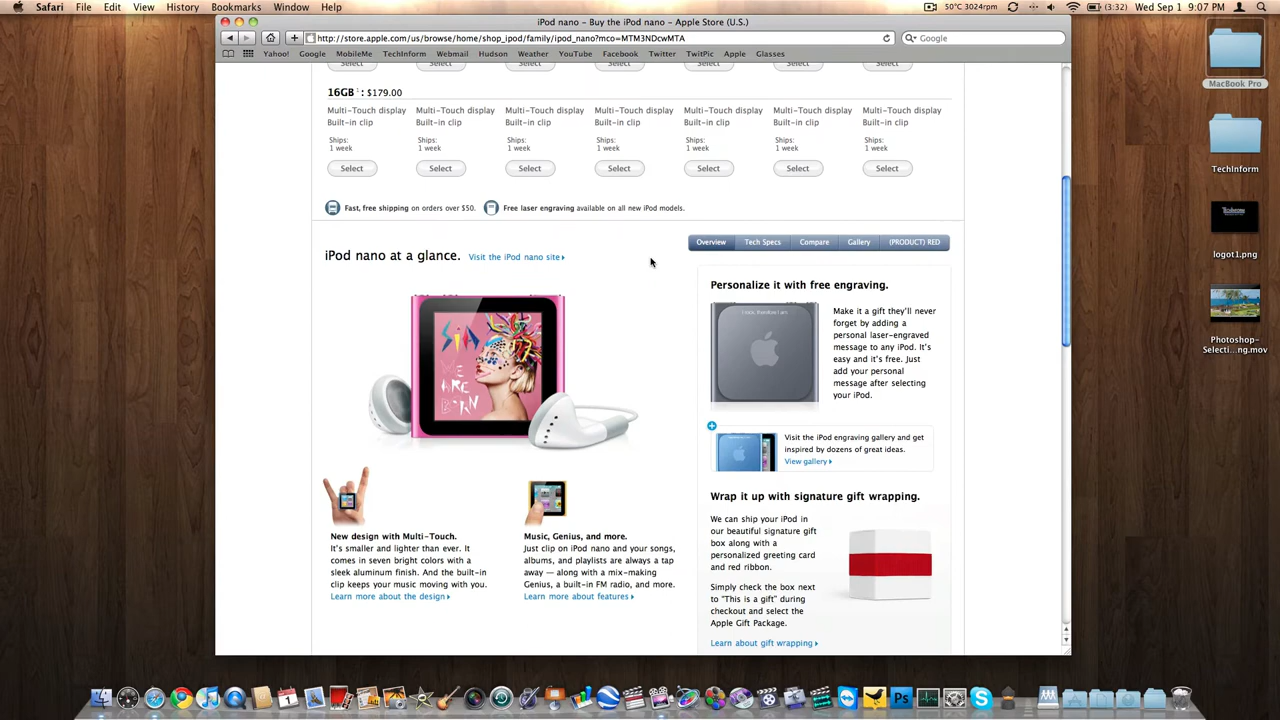 Safari File Edit View History Bookmarks Window Help
50°C 3024rpm (3:32) Wed Sep 1 9:07 PM
iPod nano - Buy the iPod nano - Apple Store (U.S.)
http://store.apple.com/us/browse/home/shop_ipod/family/ipod_nano?mco=MTM3NDcwMTA
Google
Yahoo! Google MobileMe TechInform Webmail Hudson Weather YouTube Facebook Twitter TwitPic Apple Glasses
Select Select Select Select Select Select Select
16GB 1 : $179.00
Multi-Touch display Multi-Touch display Multi-Touch display Multi-Touch display Multi-Touch display Multi-Touch display Multi-Touch display
Built-in clip Built-in clip Built-in clip Built-in clip Built-in clip Built-in clip Built-in clip
Ships: Ships: Ships: Ships: Ships: Ships: Ships:
1 week 1 week 1 week 1 week 1 week 1 week 1 week
Select Select Select Select Select Select Select
Fast, free shipping on orders over $50. Free laser engraving available on all new iPod models.
Overview Tech Specs Compare Gallery (PRODUCT) RED
iPod nano at a glance. Visit the iPod nano site
Personalize it with free engraving.
Make it a gift they'll never
forget by adding a
personal laser-engraved
message to any iPod. It's
easy and it's free. Just
add your personal
message after selecting
your iPod.
WE
ARE
BORN
Visit the iPod engraving gallery and get
inspired by dozens of great ideas.
View gallery
Wrap it up with signature gift wrapping.
We can ship your iPod in
our beautiful signature gift
box along with a
personalized greeting card
and red ribbon.
Simply check the box next
to "This is a gift" during
checkout and select the
Apple Gift Package.
Learn about gift wrapping
New design with Multi-Touch.
It's smaller and lighter than ever. It
comes in seven bright colors with a
sleek aluminum finish. And the built-in
clip keeps your music moving with you.
Learn more about the design
Music, Genius, and more.
Just clip on iPod nano and your songs,
albums, and playlists are always a tap
away — along with a mix-making
Genius, a built-in FM radio, and more.
Learn more about features
MacBook Pro
TechInform
logot1.png
Photoshop-
Selecti...ng.mov
Ps